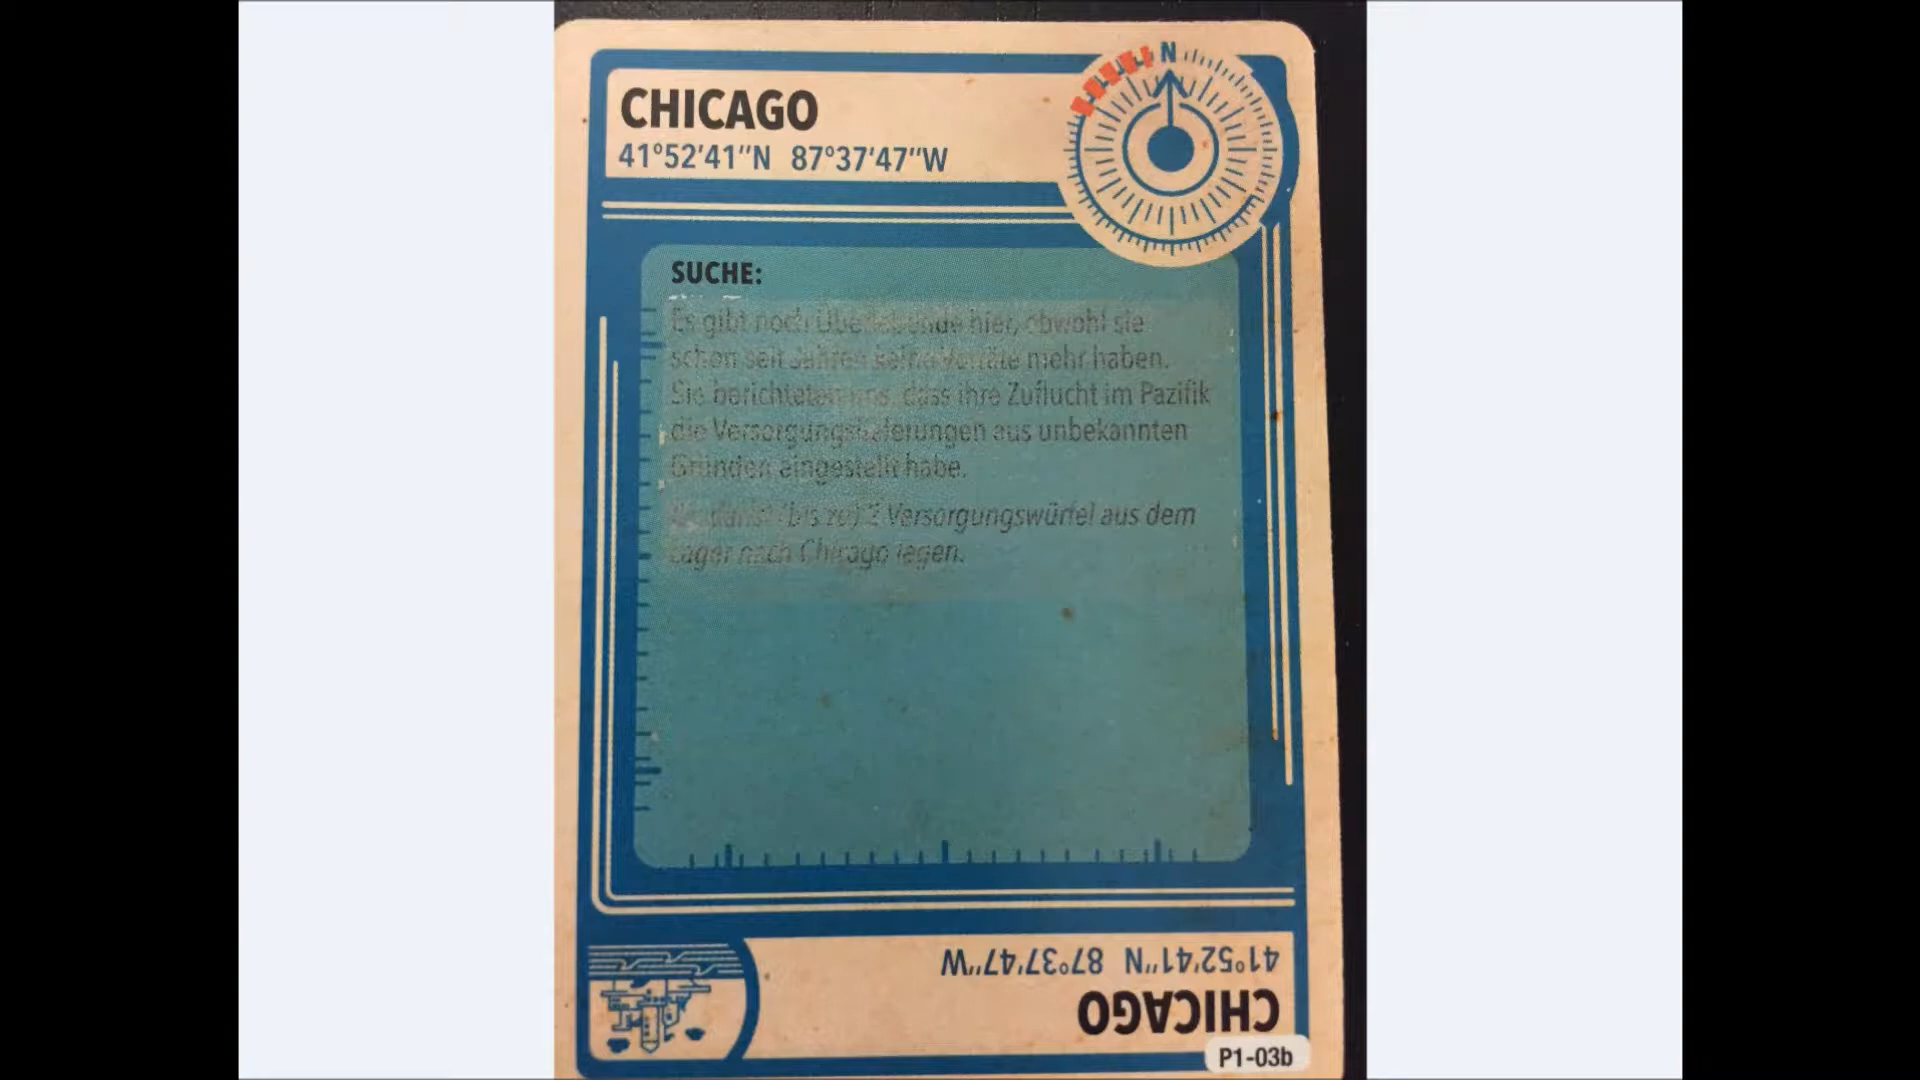 CHICAGO
N
41°52'41"N 87°37'47"W
SUCHE:
Es gibt noch Überlebende hier, obwohl sie
schon seit Jahren keine Vorräte mehr haben.
Sie berichteten uns, dass ihre Zuflucht im Pazifik
die Versorgungslieferungen aus unbekannten
Gründen eingestellt habe.
(bis zu) 2 Versorgungswürfel aus dem
Lager nach Chicago legen.
41°52'41"N 87°37'47"W
CHICAGO
P1-03b